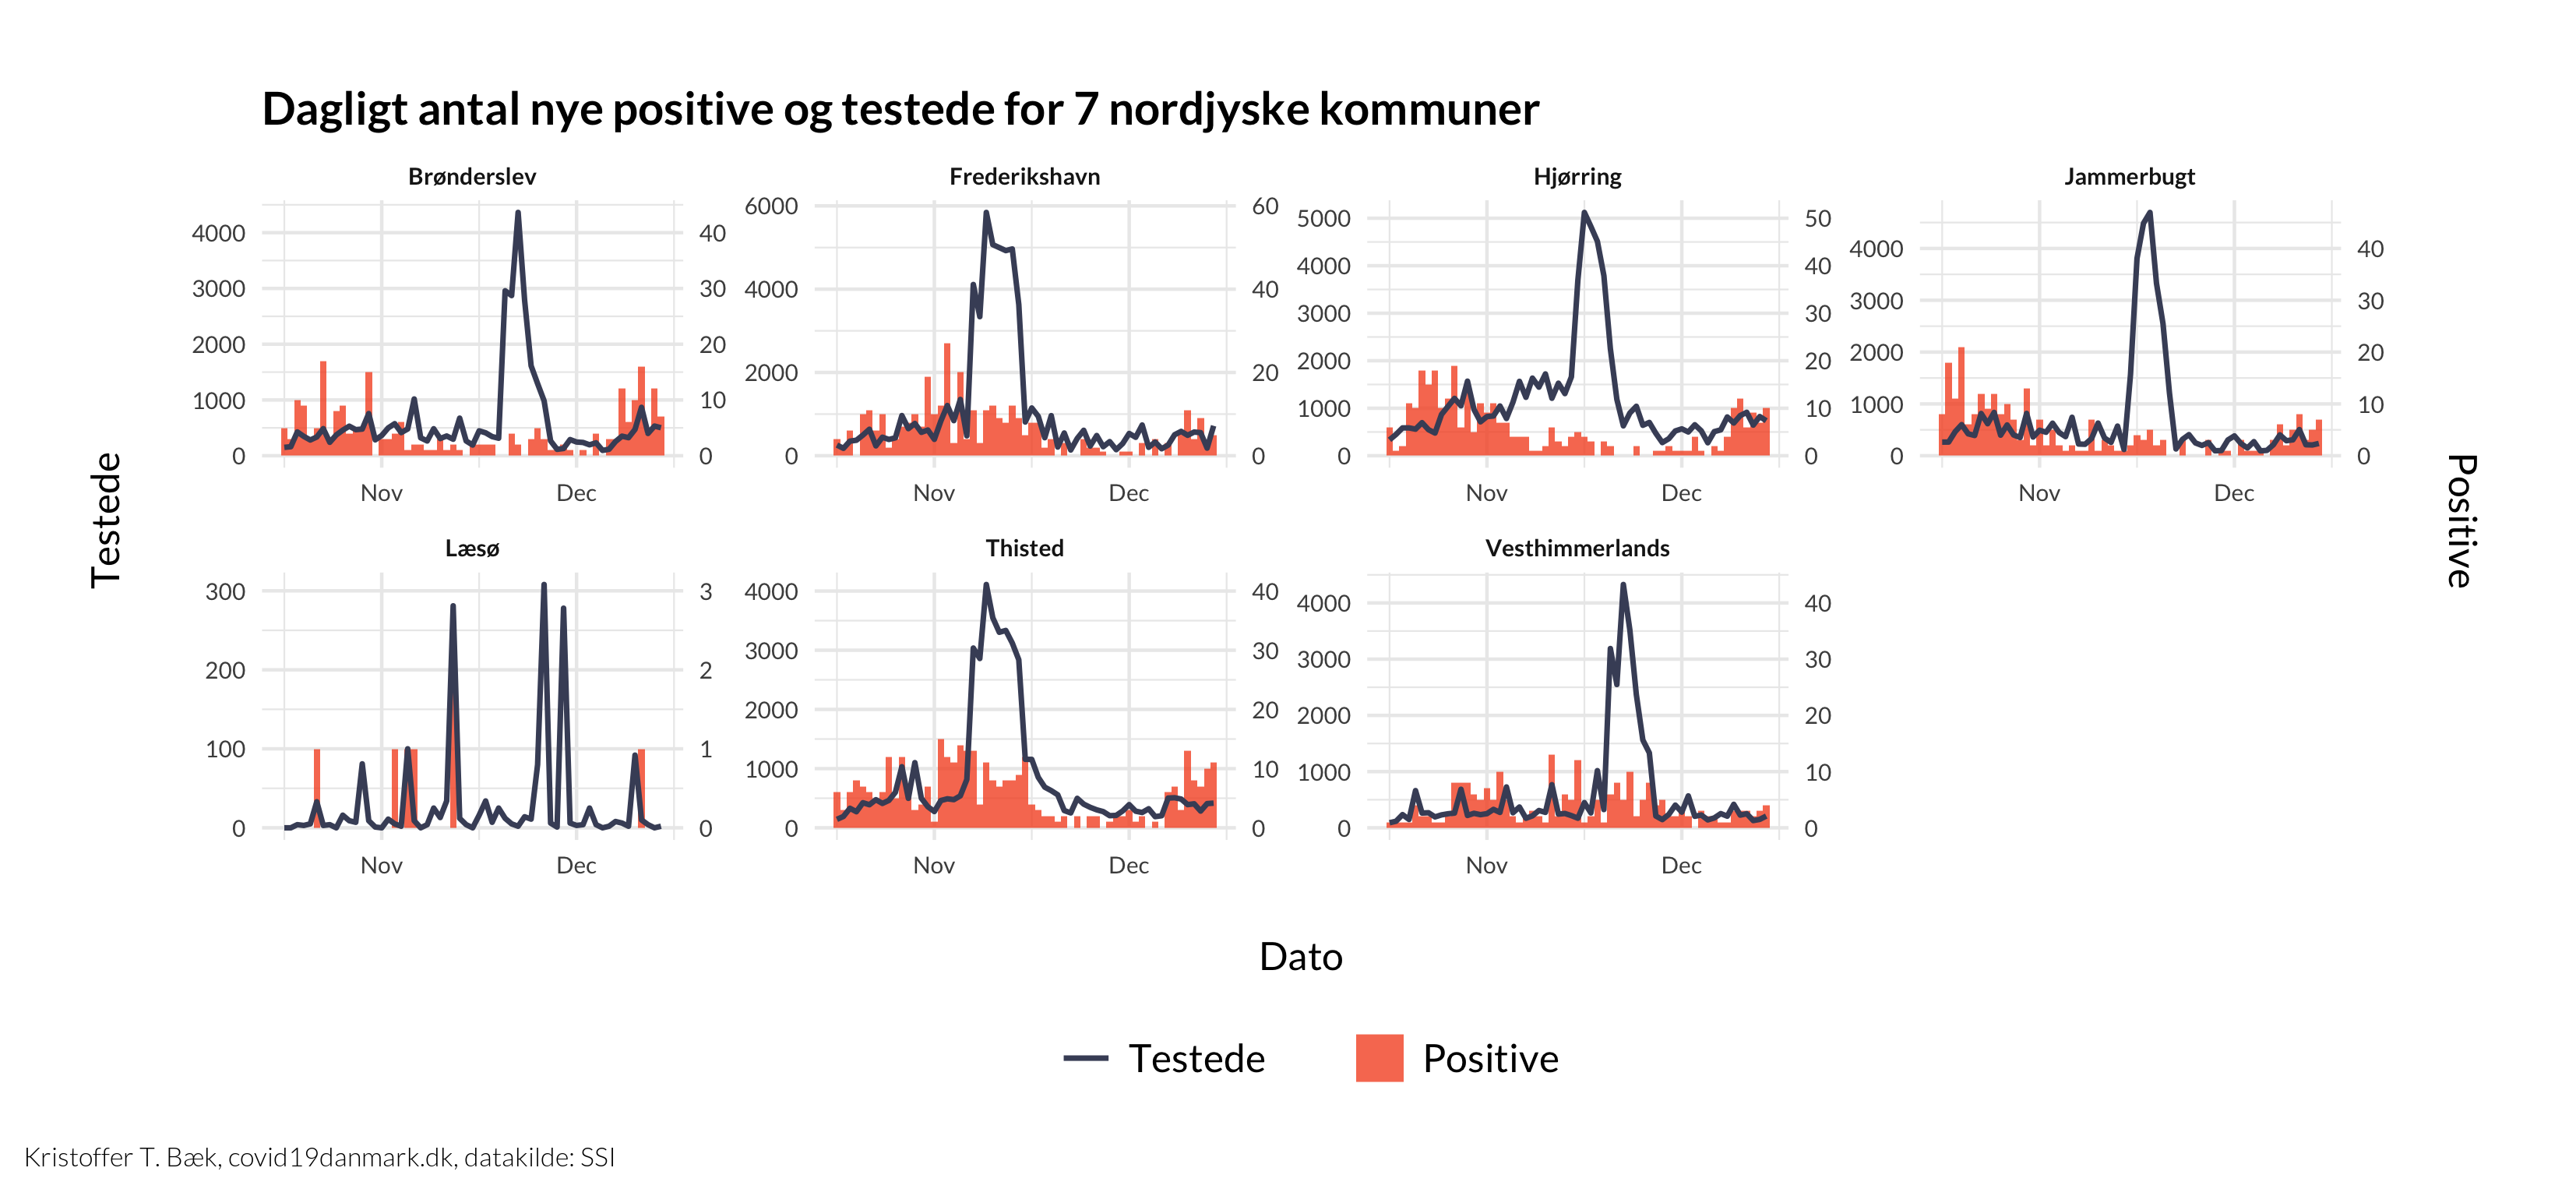 Dagligt antal nye positive og testede for 7 nordjyske kommuner
Brønderslev
Frederikshavn
Hjørring
Jammerbugt
4000
3000
2000
1000
0
40
30
20
10
0
Nov
Dec
6000
4000
2000
0
60
40
20
0
Nov
Dec
5000
4000
3000
2000
1000
0
50
40
30
20
10
0
Nov
Dec
4000
3000
2000
1000
0
40
30
20
10
0
Nov
Dec
Testede
Positive
Læsø
Thisted
Vesthimmerlands
300
200
100
0
3
2
1
0
Nov
Dec
4000
3000
2000
1000
0
40
30
20
10
0
Nov
Dec
4000
3000
2000
1000
0
40
30
20
10
0
Nov
Dec
Dato
Testede
Positive
Kristoffer T. Bæk, covid19danmark.dk, datakilde: SSI